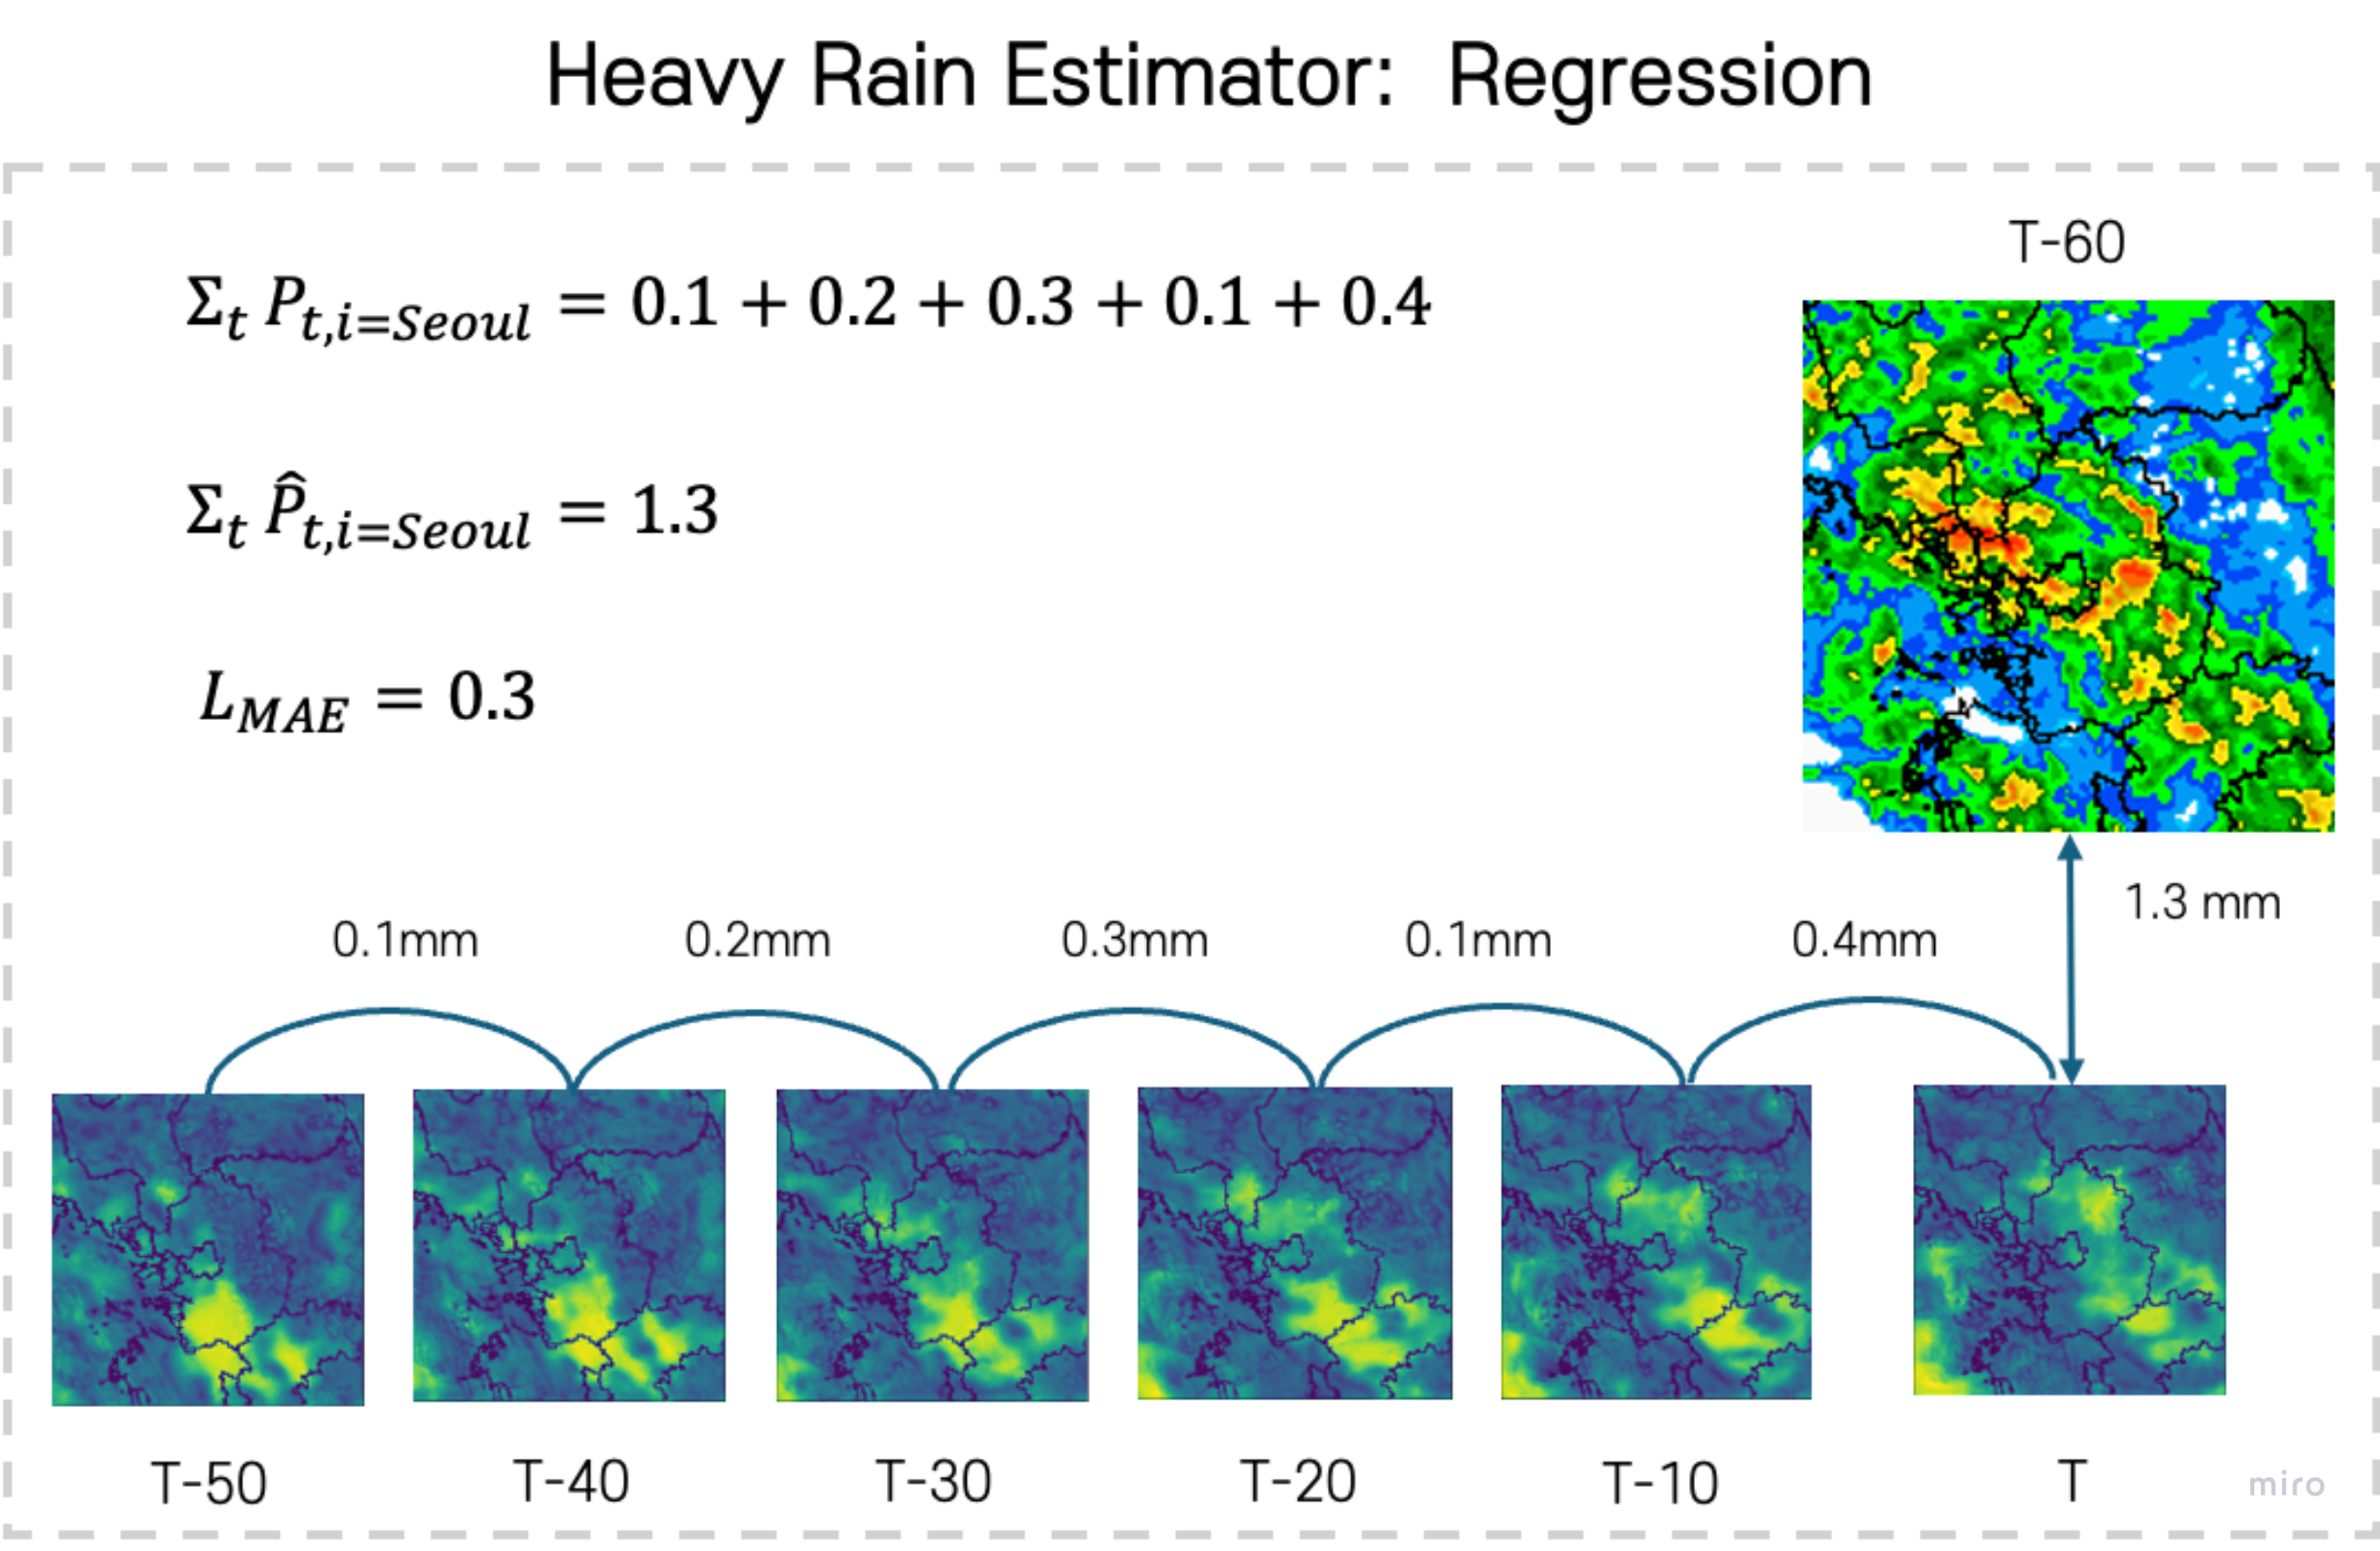 Heavy Rain Estimator: Regression
Σₜ Pₜ,ᵢ₌Seoul = 0.1 + 0.2 + 0.3 + 0.1 + 0.4
T-60
Σₜ P̂ₜ,ᵢ₌Seoul = 1.3
L_MAE = 0.3
1.3 mm
0.1mm 0.2mm 0.3mm 0.1mm 0.4mm
T-50 T-40 T-30 T-20 T-10 T
miro